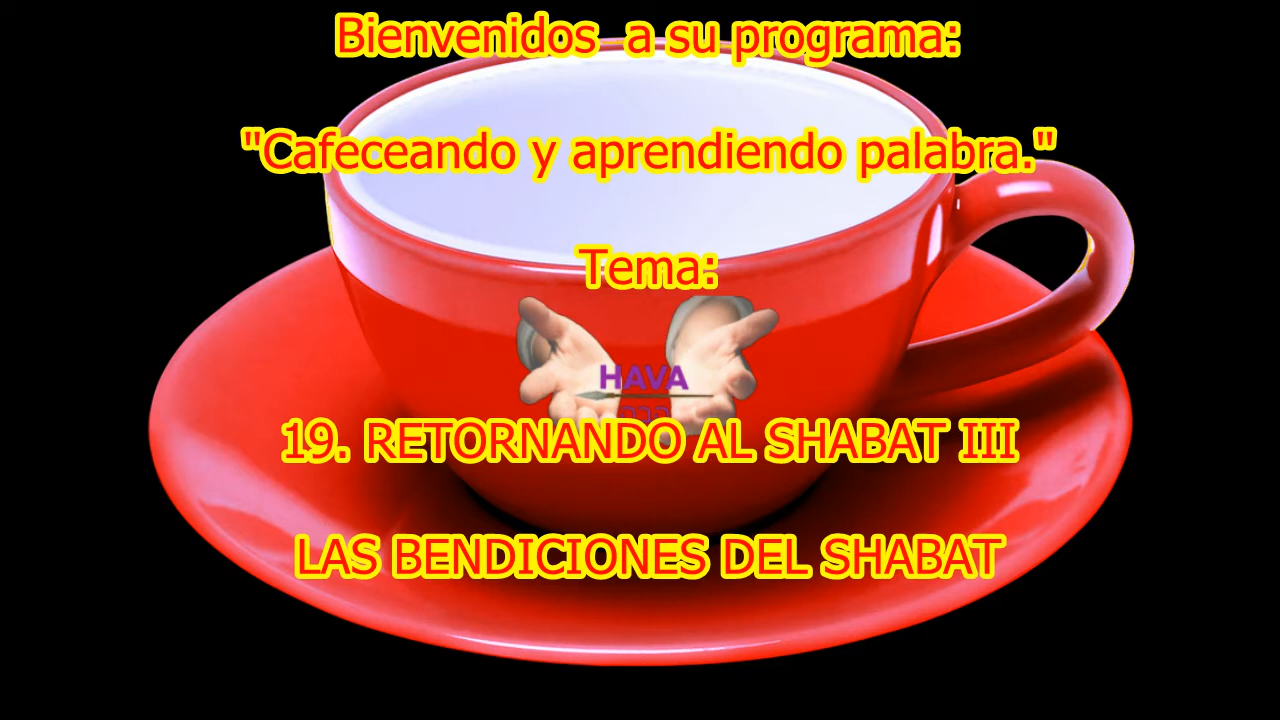 Bienvenidos a su programa:
"Cafeceando y aprendiendo palabra."
Tema:
HAVA
19. RETORNANDO AL SHABAT III
LAS BENDICIONES DEL SHABAT